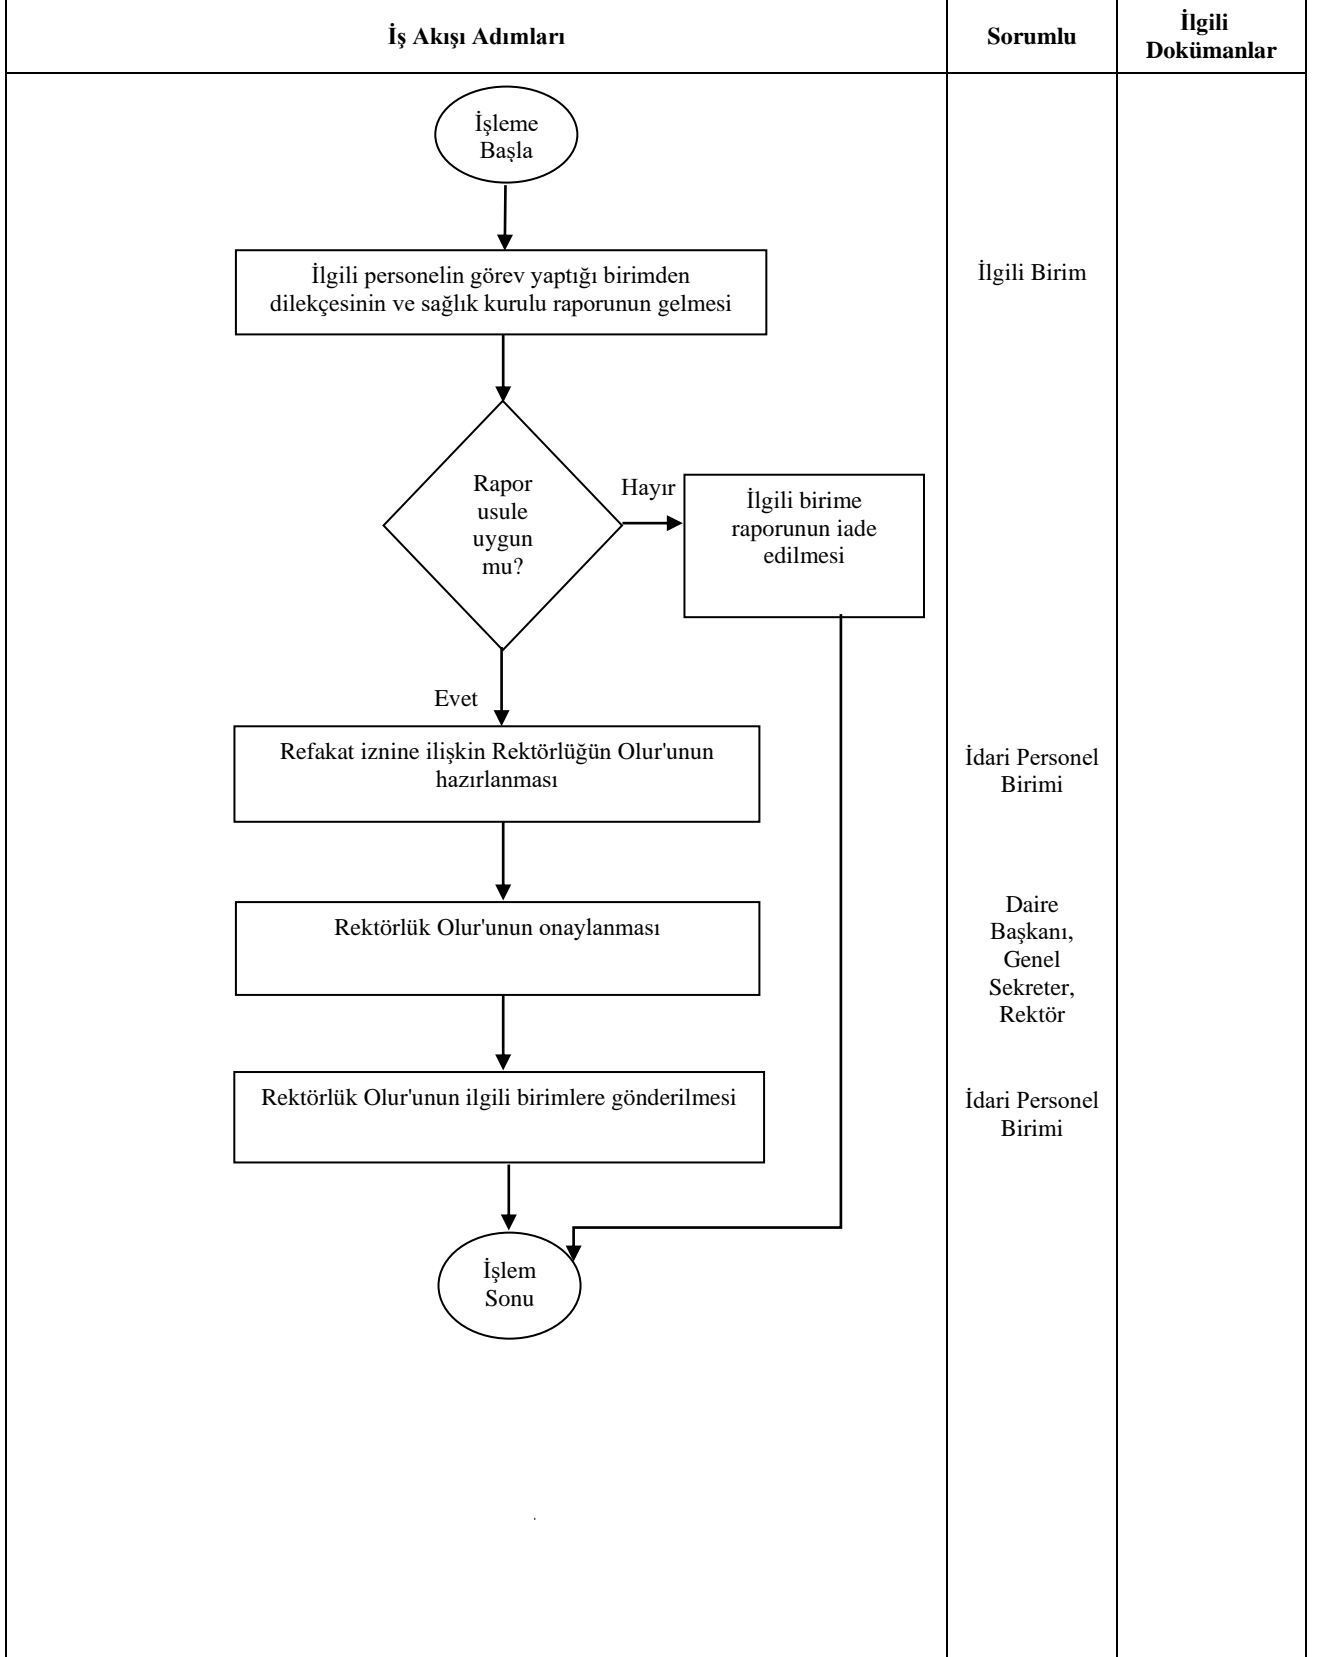 İş Akışı Adımları
Sorumlu
İlgili
Dokümanlar
İşleme
Başla
İlgili personelin görev yaptığı birimden
dilekçesinin ve sağlık kurulu raporunun gelmesi
İlgili Birim
Rapor
usule
uygun
mu?
Hayır
İlgili birime
raporunun iade
edilmesi
Evet
Refakat iznine ilişkin Rektörlüğün Olur'unun
hazırlanması
İdari Personel
Birimi
Rektörlük Olur'unun onaylanması
Daire
Başkanı,
Genel
Sekreter,
Rektör
Rektörlük Olur'unun ilgili birimlere gönderilmesi
İdari Personel
Birimi
İşlem
Sonu